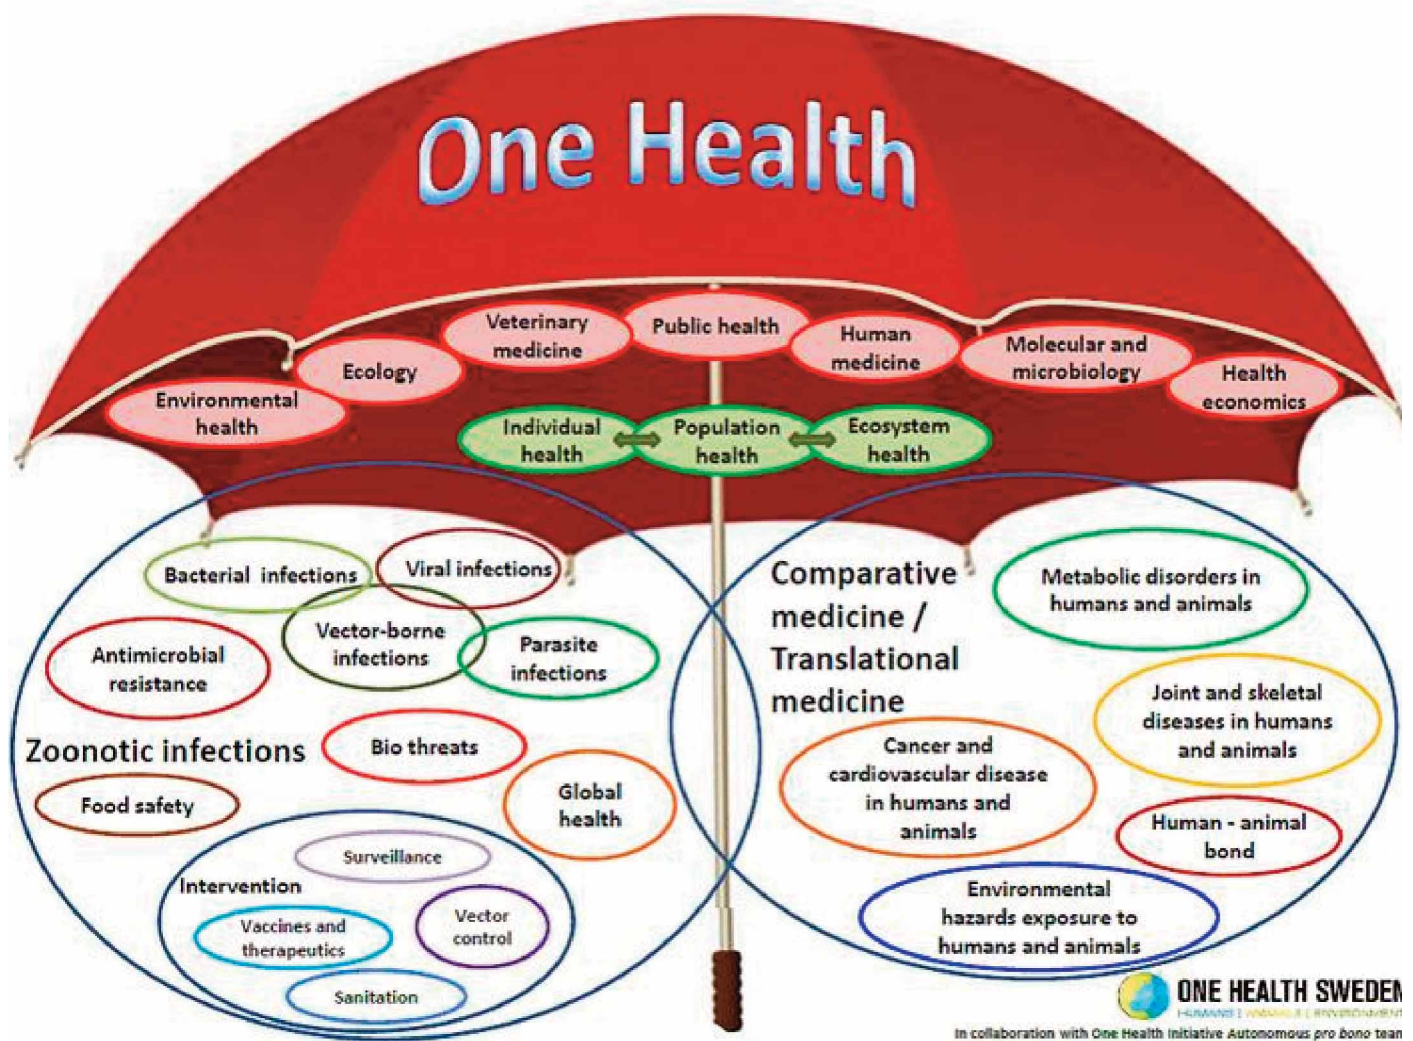 One Health
Public health
Veterinary
medicine
Human
medicine
Molecular and
microbiology
Ecology
Health
economics
Environmental
health
Individual
health
Population
health
Ecosystem
health
Bacterial infections
Viral infections
Vector-borne
infections
Parasite
infections
Antimicrobial
resistance
Zoonotic infections
Bio threats
Food safety
Global
health
Surveillance
Intervention
Vaccines and
therapeutics
Vector
control
Sanitation
Comparative
medicine /
Translational
medicine
Metabolic disorders in
humans and animals
Joint and skeletal
diseases in humans
and animals
Cancer and
cardiovascular disease
in humans and
animals
Human - animal
bond
Environmental
hazards exposure to
humans and animals
ONE HEALTH SWEDEN
HUMANS | ANIMALS | ENVIRONMENT
In collaboration with One Health Initiative Autonomous pro bono team